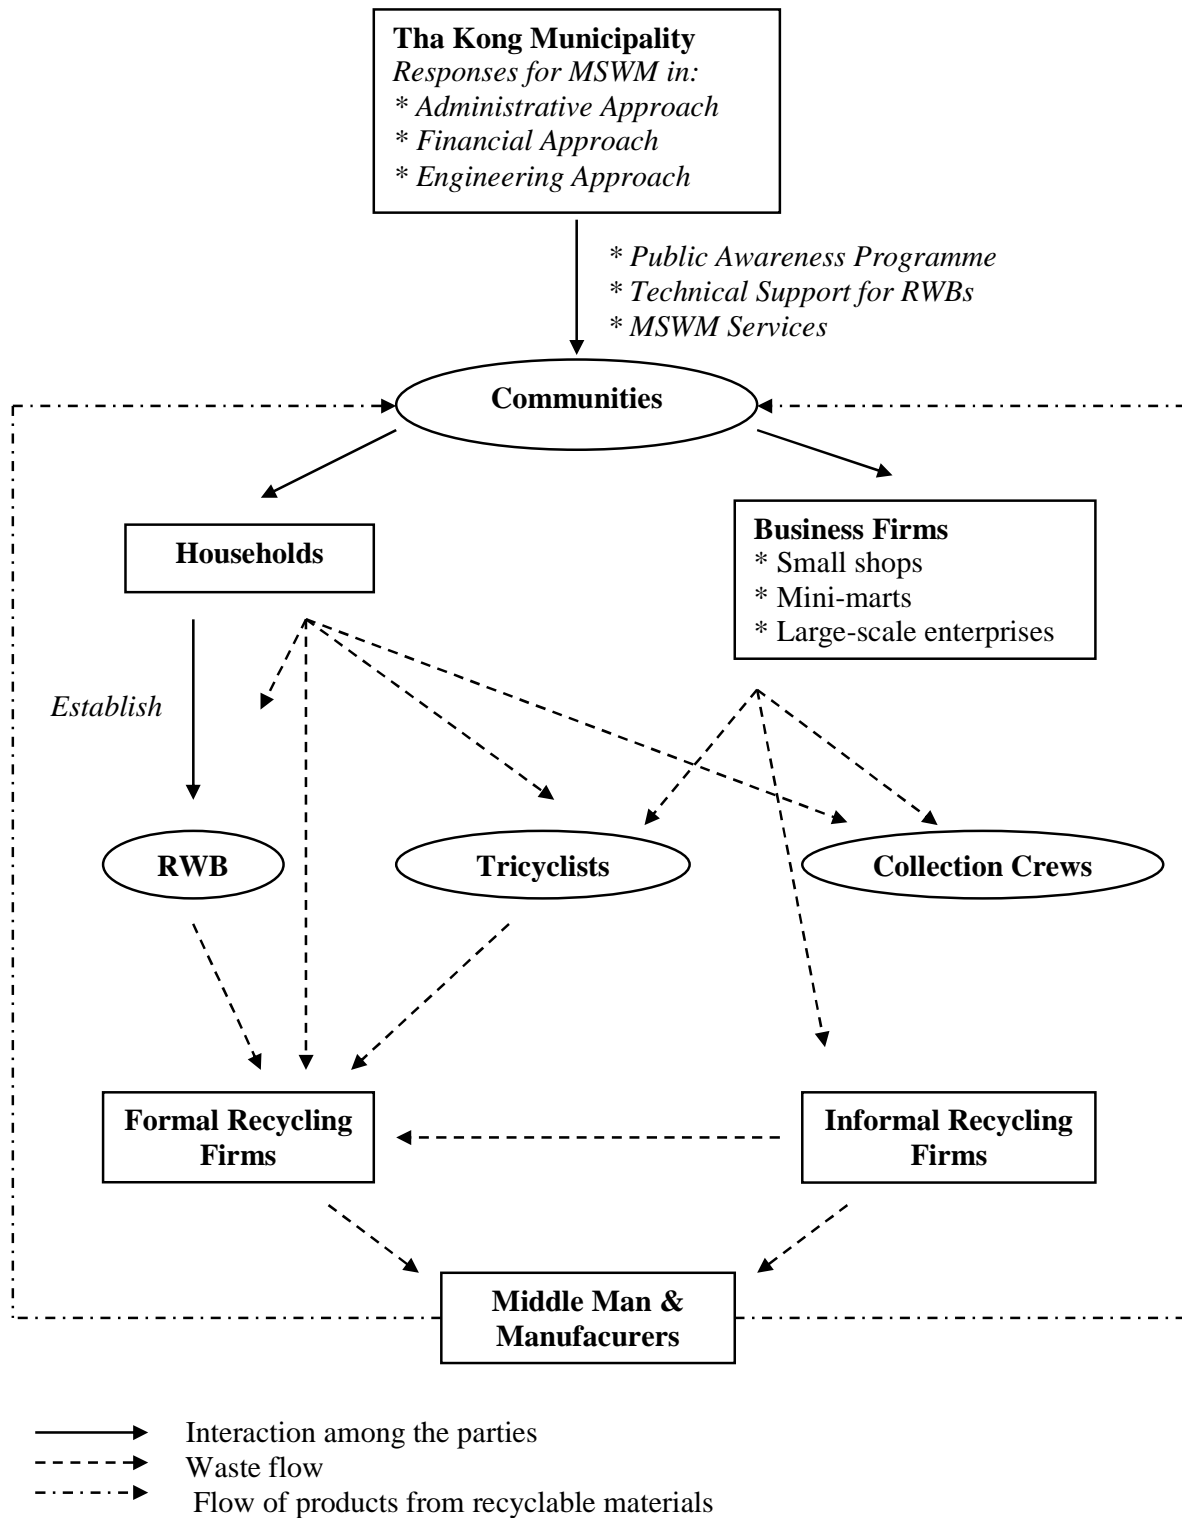 Tha Kong Municipality
Responses for MSWM in:
* Administrative Approach
* Financial Approach
* Engineering Approach
* Public Awareness Programme
* Technical Support for RWBs
* MSWM Services
Communities
Households
Business Firms
* Small shops
* Mini-marts
* Large-scale enterprises
Establish
RWB
Tricyclists
Collection Crews
Formal Recycling
Firms
Informal Recycling
Firms
Middle Man &
Manufacurers
Interaction among the parties
Waste flow
Flow of products from recyclable materials